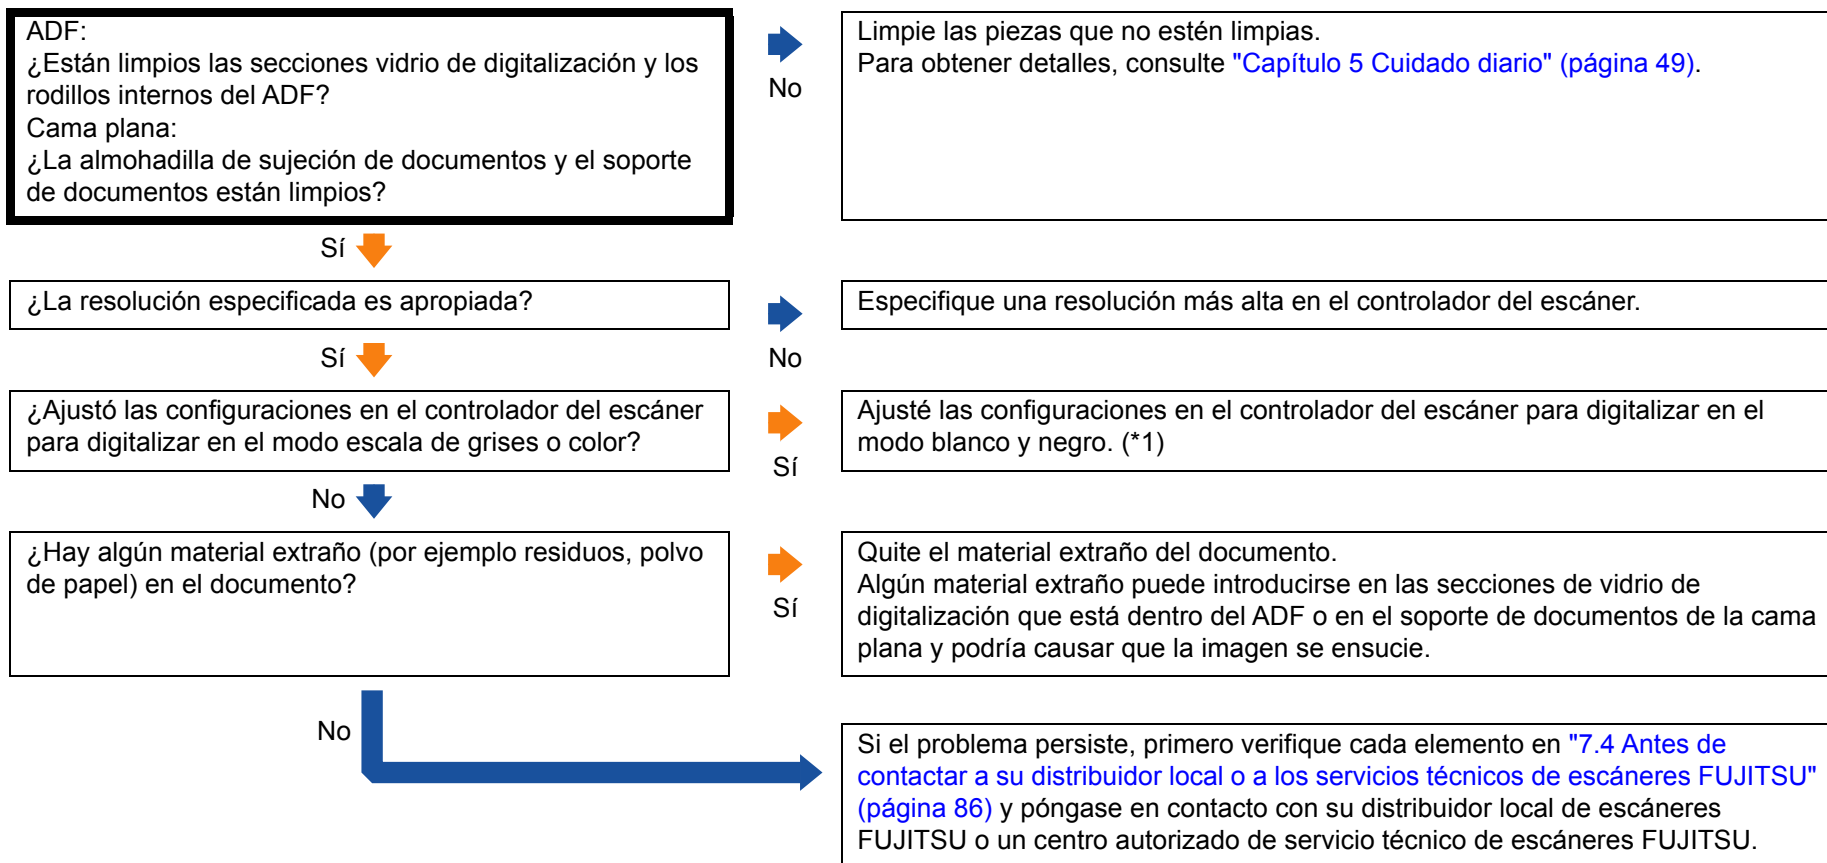 ADF:
¿Están limpios las secciones vidrio de digitalización y los
rodillos internos del ADF?
Cama plana:
¿La almohadilla de sujeción de documentos y el soporte
de documentos están limpios?
No
Limpie las piezas que no estén limpias.
Para obtener detalles, consulte "Capítulo 5 Cuidado diario" (página 49).
Sí
¿La resolución especificada es apropiada?
No
Especifique una resolución más alta en el controlador del escáner.
Sí
¿Ajustó las configuraciones en el controlador del escáner
para digitalizar en el modo escala de grises o color?
Sí
Ajusté las configuraciones en el controlador del escáner para digitalizar en el
modo blanco y negro. (*1)
No
¿Hay algún material extraño (por ejemplo residuos, polvo
de papel) en el documento?
Sí
Quite el material extraño del documento.
Algún material extraño puede introducirse en las secciones de vidrio de
digitalización que está dentro del ADF o en el soporte de documentos de la cama
plana y podría causar que la imagen se ensucie.
No
Si el problema persiste, primero verifique cada elemento en "7.4 Antes de
contactar a su distribuidor local o a los servicios técnicos de escáneres FUJITSU"
(página 86) y póngase en contacto con su distribuidor local de escáneres
FUJITSU o un centro autorizado de servicio técnico de escáneres FUJITSU.